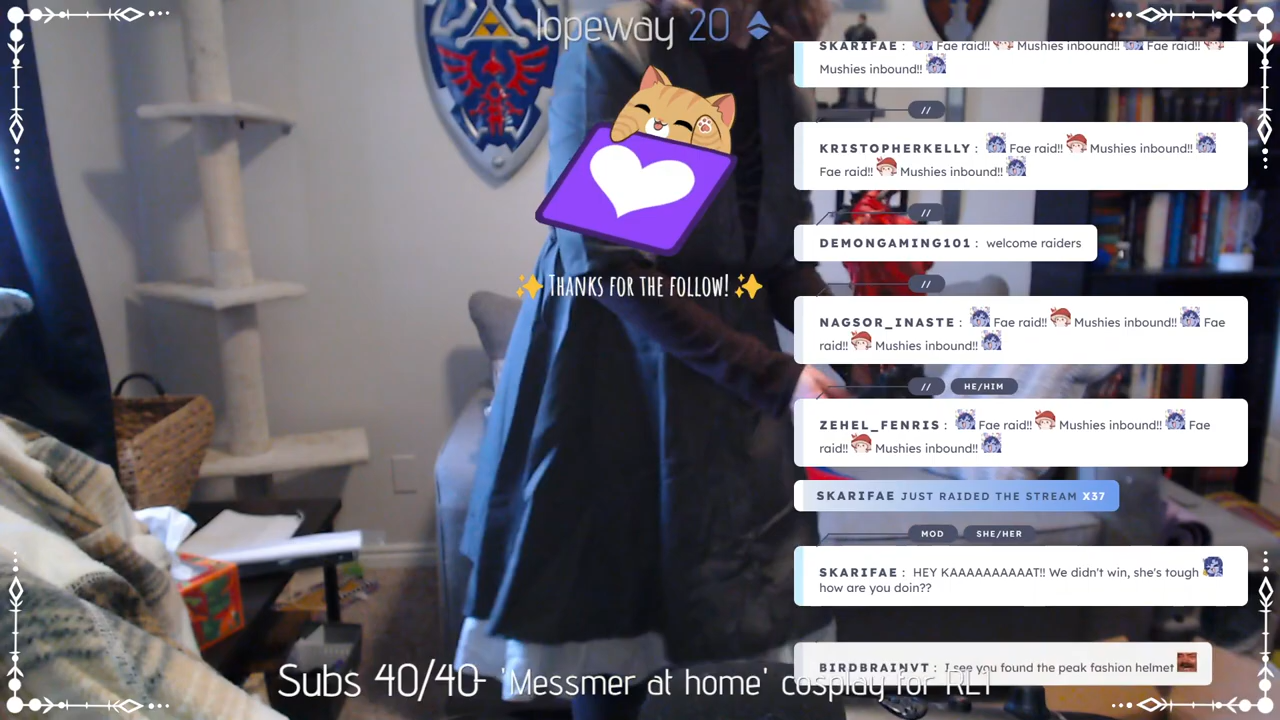 lopeway 20
✨ THANKS FOR THE FOLLOW! ✨
SKARIFAE : Fae raid!! Mushies inbound!! Fae raid!!
Mushies inbound!!
//
KRISTOPHERKELLY : Fae raid!! Mushies inbound!!
Fae raid!! Mushies inbound!!
//
DEMONGAMING101 : welcome raiders
//
NAGSOR_INASTE : Fae raid!! Mushies inbound!! Fae
raid!! Mushies inbound!!
// HE/HIM
ZEHEL_FENRIS : Fae raid!! Mushies inbound!! Fae
raid!! Mushies inbound!!
SKARIFAE JUST RAIDED THE STREAM X37
MOD SHE/HER
SKARIFAE : HEY KAAAAAAAAAAT!! We didn't win, she's tough
how are you doin??
BIRDBRAINVT : I see you found the peak fashion helmet
Subs 40/40- 'Messmer at home' cosplay for RL1